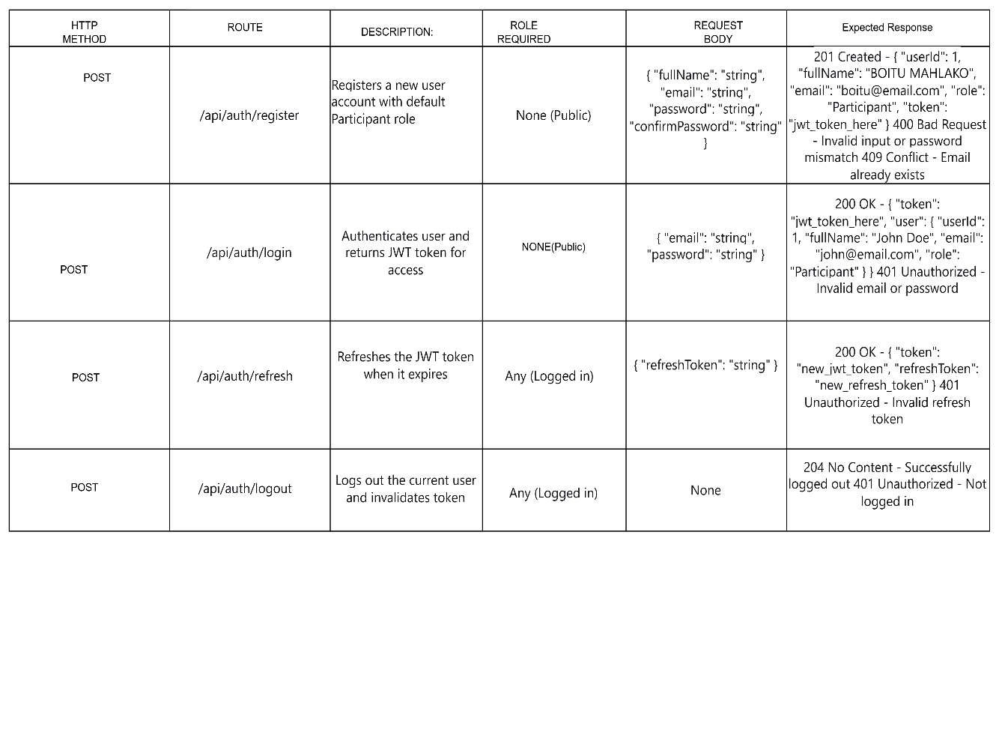 HTTP
METHOD
ROUTE
DESCRIPTION:
ROLE
REQUIRED
REQUEST
BODY
Expected Response
POST
/api/auth/register
Registers a new user
account with default
Participant role
None (Public)
{ "fullName": "string",
"email": "string",
"password": "string",
"confirmPassword": "string"
}
201 Created - { "userId": 1,
"fullName": "BOITU MAHLAKO",
"email": "boitu@email.com", "role":
"Participant", "token":
"jwt_token_here" } 400 Bad Request
- Invalid input or password
mismatch 409 Conflict - Email
already exists
POST
/api/auth/login
Authenticates user and
returns JWT token for
access
NONE(Public)
{ "email": "string",
"password": "string" }
200 OK - { "token":
"jwt_token_here", "user": { "userId":
1, "fullName": "John Doe", "email":
"john@email.com", "role":
"Participant" } } 401 Unauthorized -
Invalid email or password
POST
/api/auth/refresh
Refreshes the JWT token
when it expires
Any (Logged in)
{ "refreshToken": "string" }
200 OK - { "token":
"new_jwt_token", "refreshToken":
"new_refresh_token" } 401
Unauthorized - Invalid refresh
token
POST
/api/auth/logout
Logs out the current user
and invalidates token
Any (Logged in)
None
204 No Content - Successfully
logged out 401 Unauthorized - Not
logged in